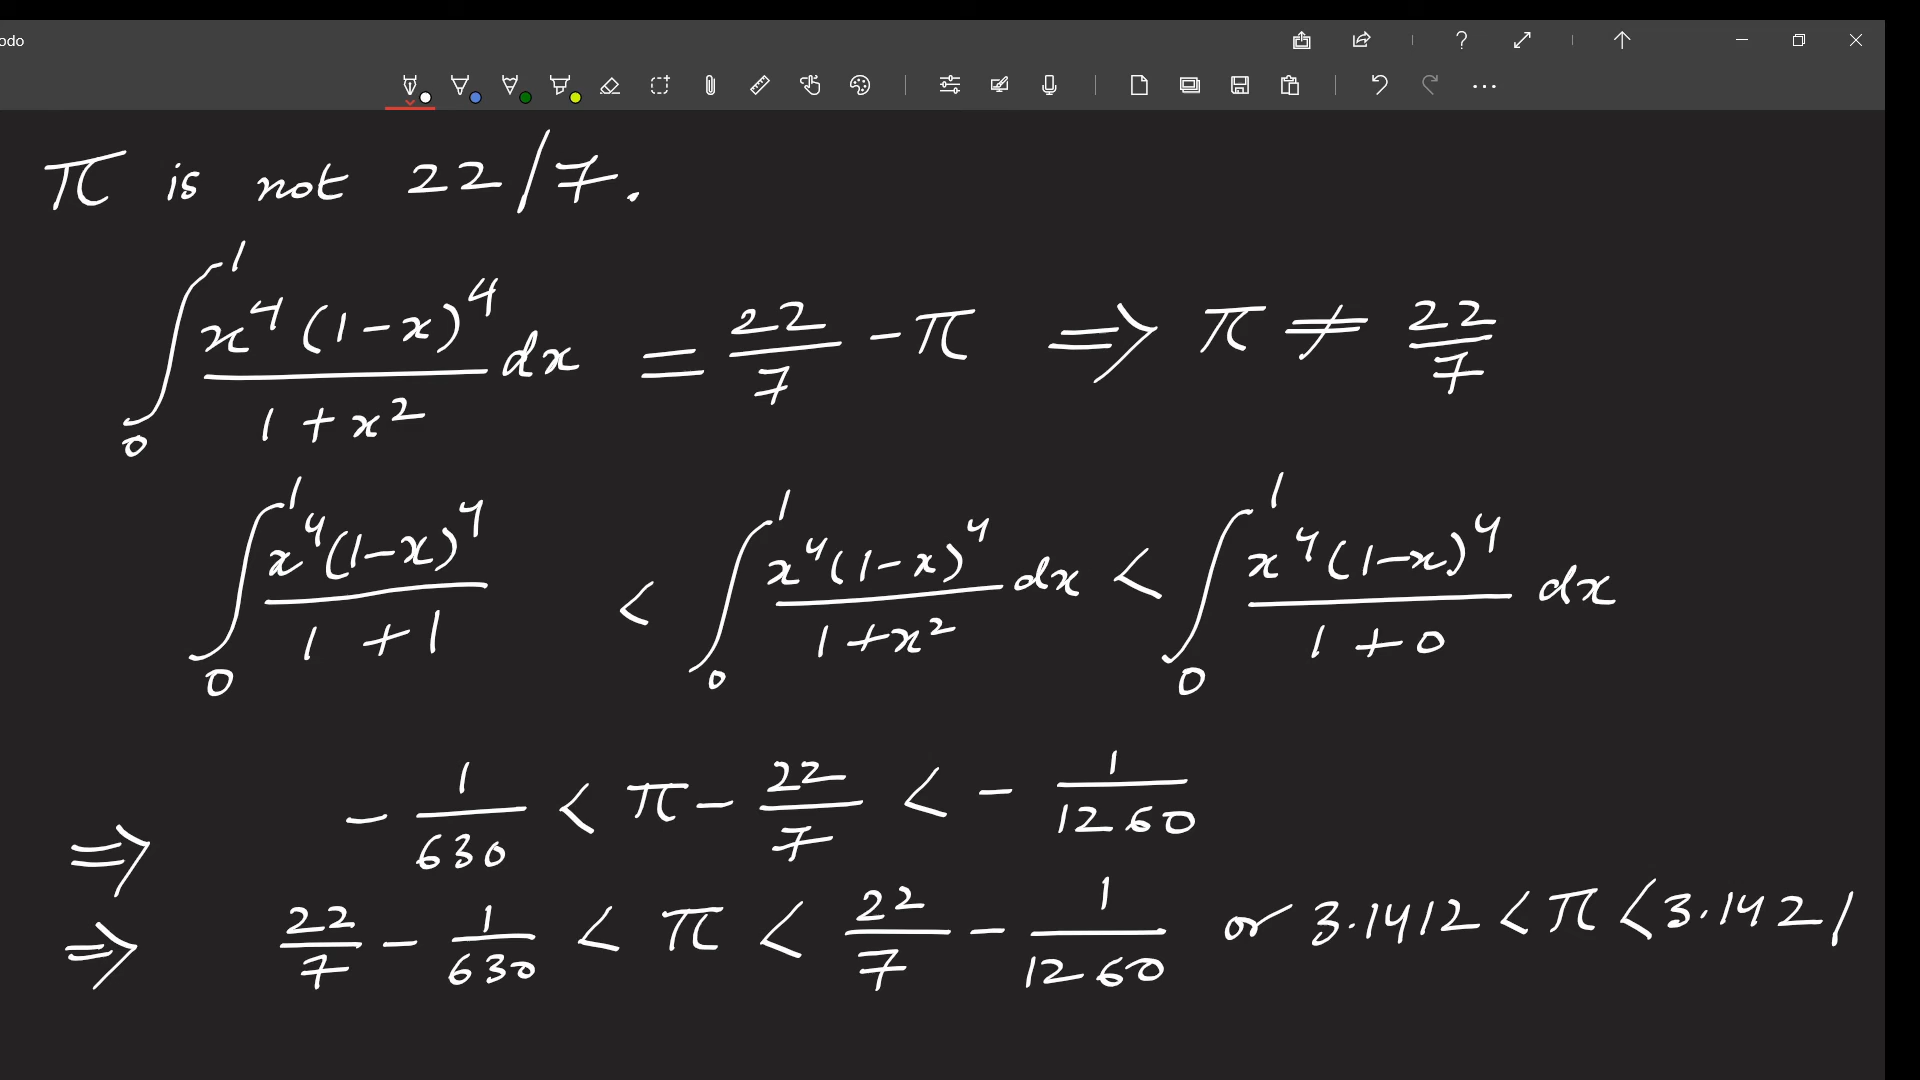 odo
π is not 22/7.
∫₀¹ x⁴(1-x)⁴/(1+x²) dx = 22/7 - π ⇒ π ≠ 22/7
∫₀¹ x⁴(1-x)⁴/(1+1) < ∫₀¹ x⁴(1-x)⁴/(1+x²) dx < ∫₀¹ x⁴(1-x)⁴/(1+0) dx
⇒ -1/630 < π - 22/7 < -1/1260
⇒ 22/7 - 1/630 < π < 22/7 - 1/1260 or 3.1412 < π < 3.1421